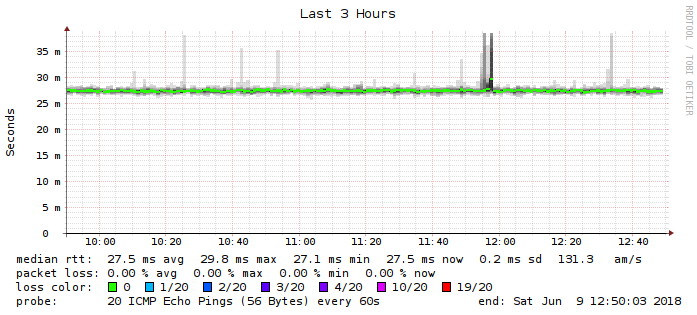 Last 3 Hours
RRDTOOL / TOBI OETIKER
Seconds
35 m
30 m
25 m
20 m
15 m
10 m
5 m
0
10:00 10:20 10:40 11:00 11:20 11:40 12:00 12:20 12:40
median rtt: 27.5 ms avg 29.8 ms max 27.1 ms min 27.5 ms now 0.2 ms sd 131.3 am/s
packet loss: 0.00 % avg 0.00 % max 0.00 % min 0.00 % now
loss color: 0 1/20 2/20 3/20 4/20 10/20 19/20
probe: 20 ICMP Echo Pings (56 Bytes) every 60s end: Sat Jun 9 12:50:03 2018